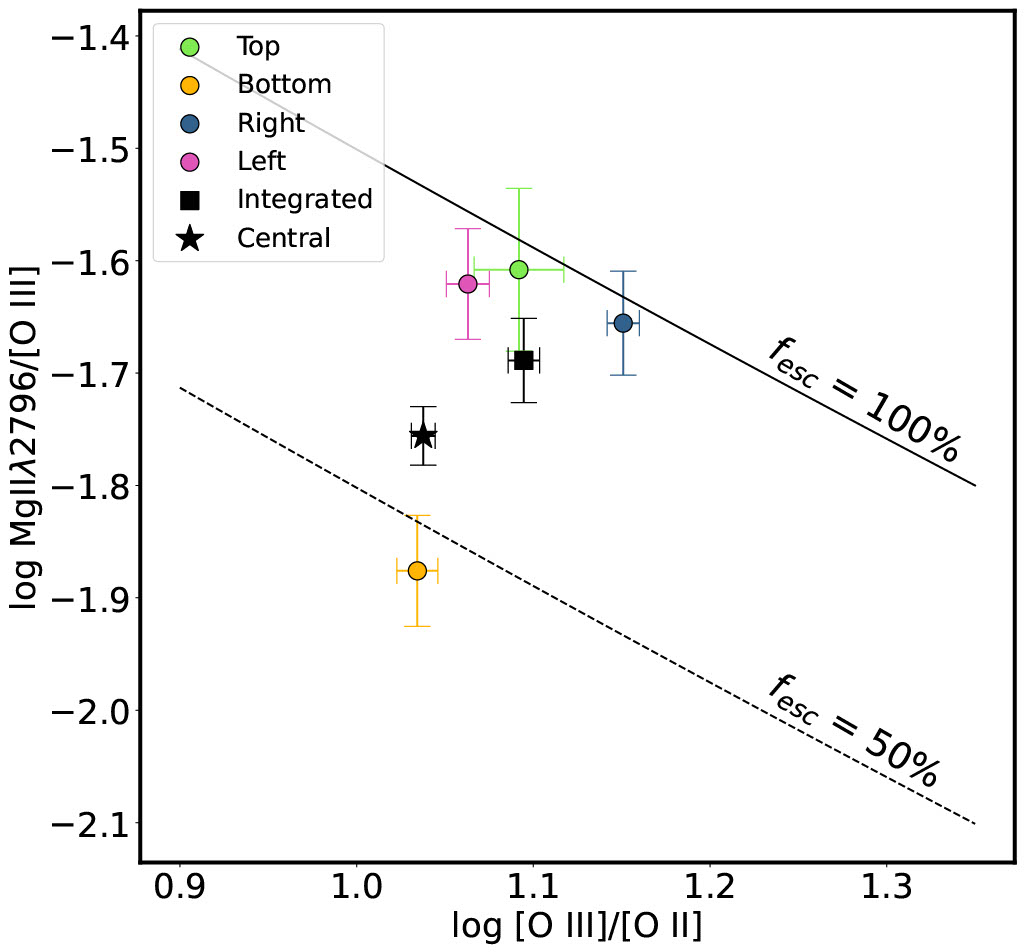 −1.4
−1.5
−1.6
−1.7
−1.8
−1.9
−2.0
−2.1
log MgIIλ2796/[O III]
Top
Bottom
Right
Left
Integrated
Central
fesc = 100%
fesc = 50%
0.9 1.0 1.1 1.2 1.3
log [O III]/[O II]